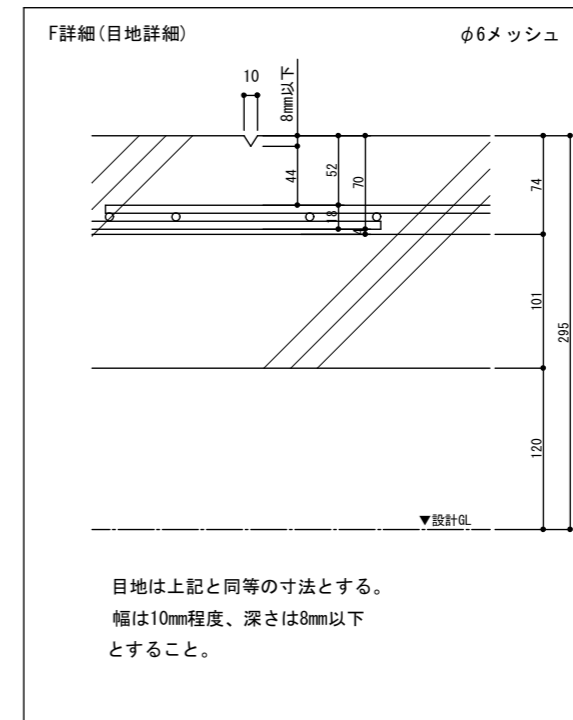 F詳細(目地詳細)
φ6メッシュ
10
8mm以下
44
52
70
18
4
74
101
295
120
▼設計GL
目地は上記と同等の寸法とする。
幅は10mm程度、深さは8mm以下
とすること。